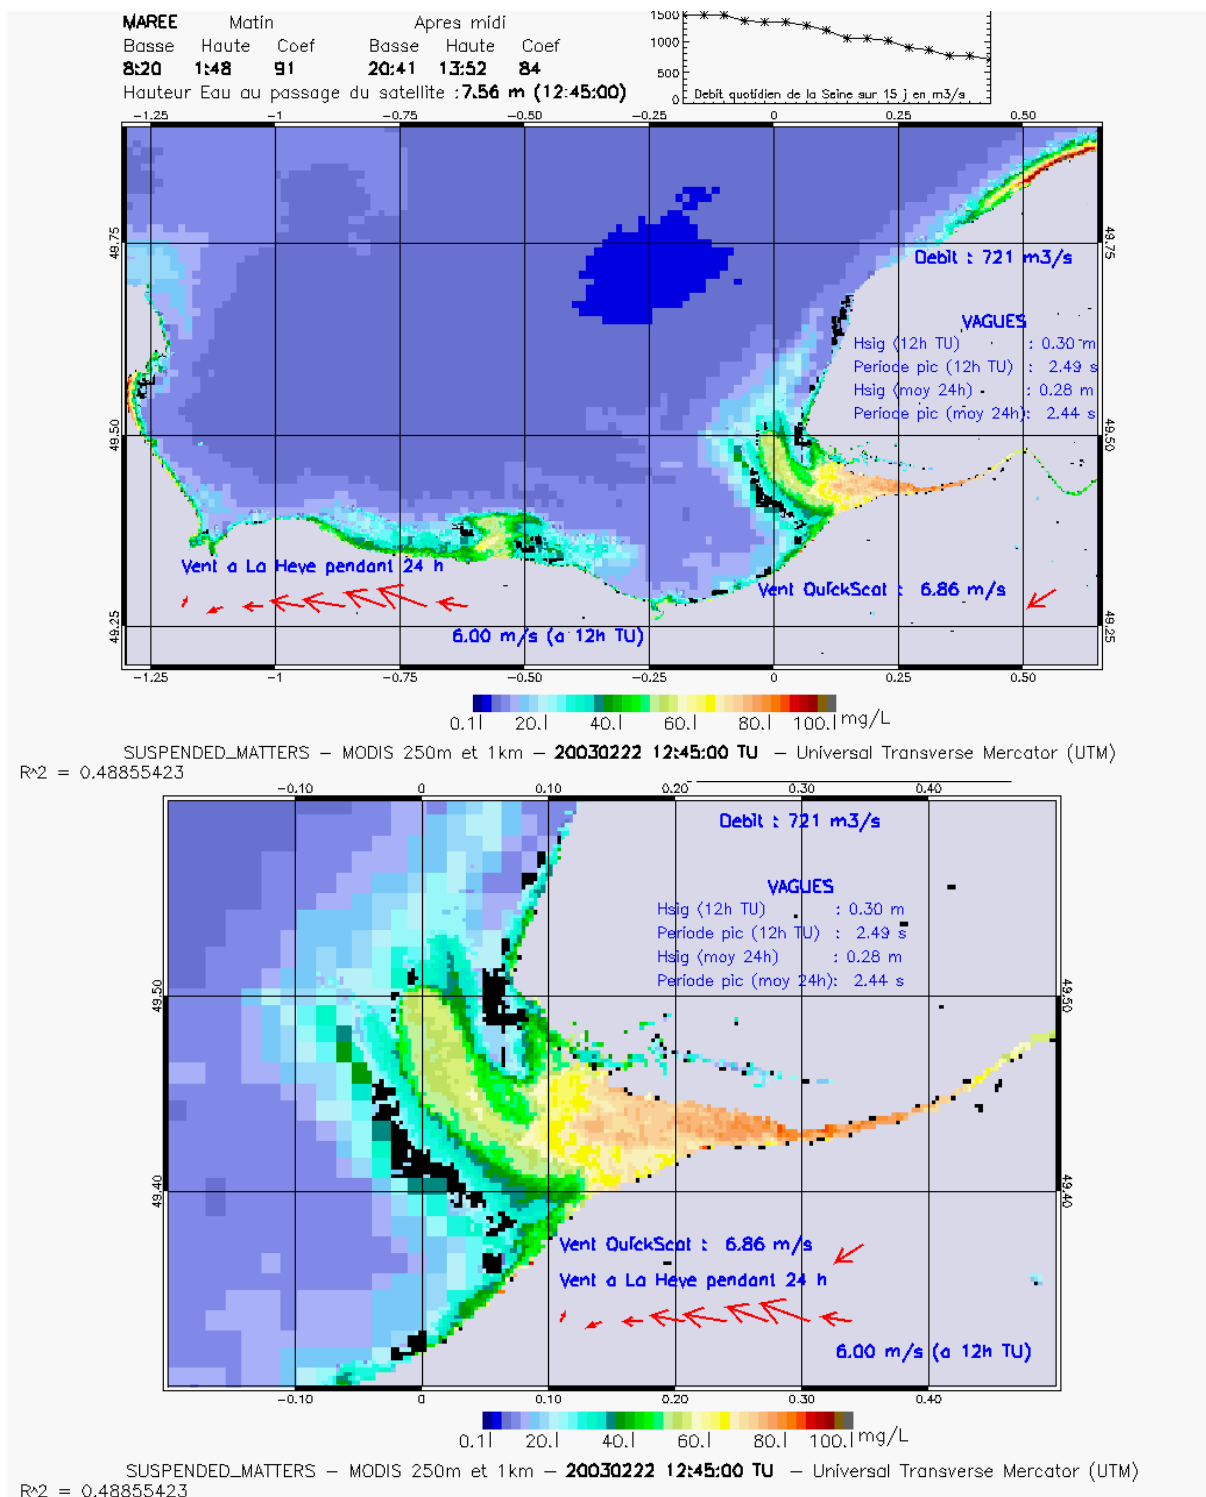 MAREE Matin Apres midi
Basse Haute Coef Basse Haute Coef
8:20 1:48 91 20:41 13:52 84
Hauteur Eau au passage du satellite : 7.56 m (12:45:00)
1500
1000
500
0
Debit quotidien de la Seine sur 15 j en m3/s
-1.25 -1 -0.75 -0.50 -0.25 0 0.25 0.50
49.75 49.75
Debit : 721 m3/s
VAGUES
Hsig (12h TU) : 0.30 m
Periode pic (12h TU) : 2.49 s
Hsig (moy 24h) : 0.28 m
Periode pic (moy 24h): 2.44 s
49.50 49.50
Vent a La Heve pendant 24 h
Vent QuickScat : 6.86 m/s
49.25 49.25
6.00 m/s (a 12h TU)
-1.25 -1 -0.75 -0.50 -0.25 0 0.25 0.50
0.1 20. 40. 60. 80. 100. mg/L
SUSPENDED_MATTERS - MODIS 250m et 1km - 20030222 12:45:00 TU - Universal Transverse Mercator (UTM)
R^2 = 0.48855423
-0.10 0 0.10 0.20 0.30 0.40
Debit : 721 m3/s
VAGUES
Hsig (12h TU) : 0.30 m
Periode pic (12h TU) : 2.49 s
Hsig (moy 24h) : 0.28 m
Periode pic (moy 24h): 2.44 s
49.50 49.50
49.40 49.40
Vent QuickScat : 6.86 m/s
Vent a La Heve pendant 24 h
6.00 m/s (a 12h TU)
-0.10 0 0.10 0.20 0.30 0.40
0.1 20. 40. 60. 80. 100. mg/L
SUSPENDED_MATTERS - MODIS 250m et 1km - 20030222 12:45:00 TU - Universal Transverse Mercator (UTM)
R^2 = 0.48855423